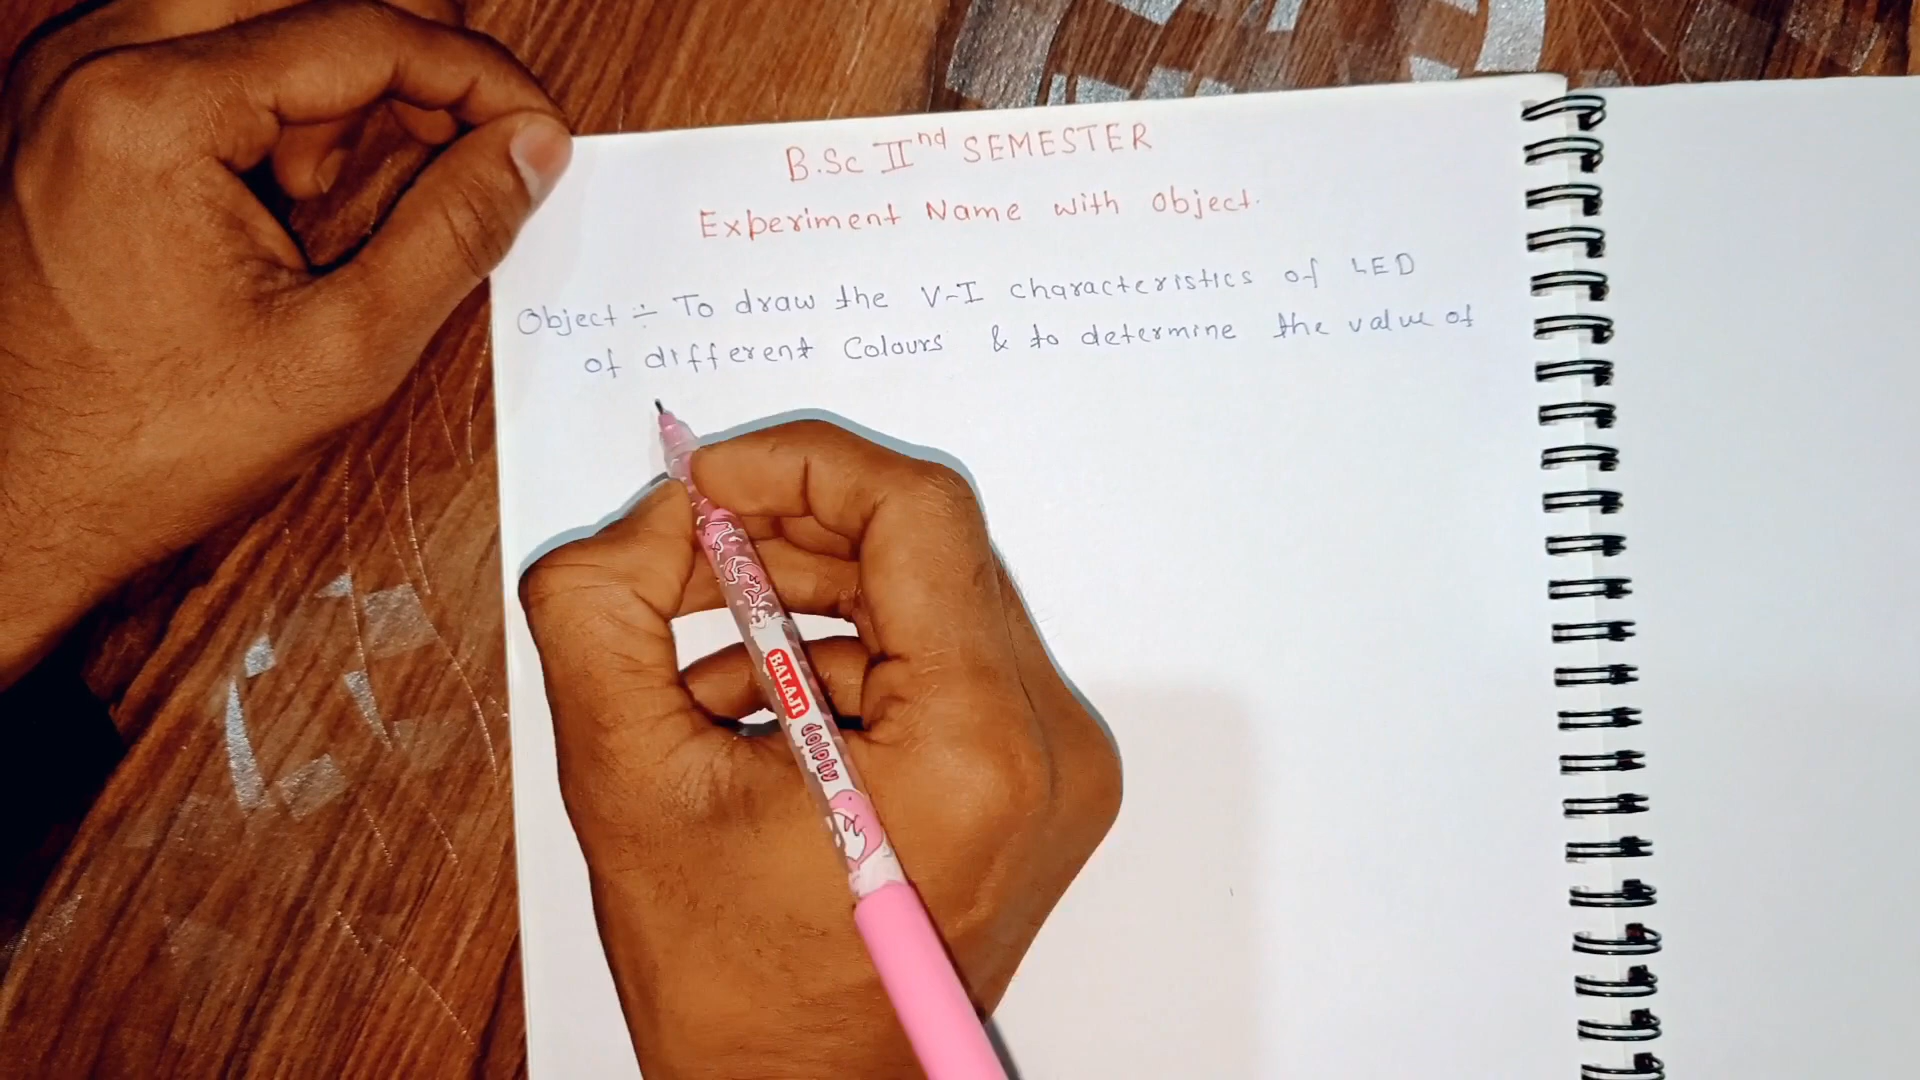 B.Sc IInd SEMESTER
Experiment Name with Object.
Object ÷ To draw the V-I characteristics of LED
of different Colours & to determine the value of
BALAJI
dolphy